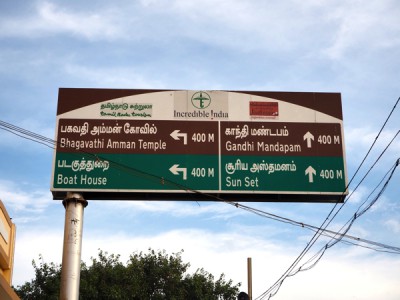 தமிழ்நாடு சுற்றுலா
Incredible India
பகவதி அம்மன் கோவில்
Bhagavathi Amman Temple
400 M
காந்தி மண்டபம்
Gandhi Mandapam
400 M
படகுத்துறை
Boat House
400 M
சூரிய அஸ்தமனம்
Sun Set
400 M